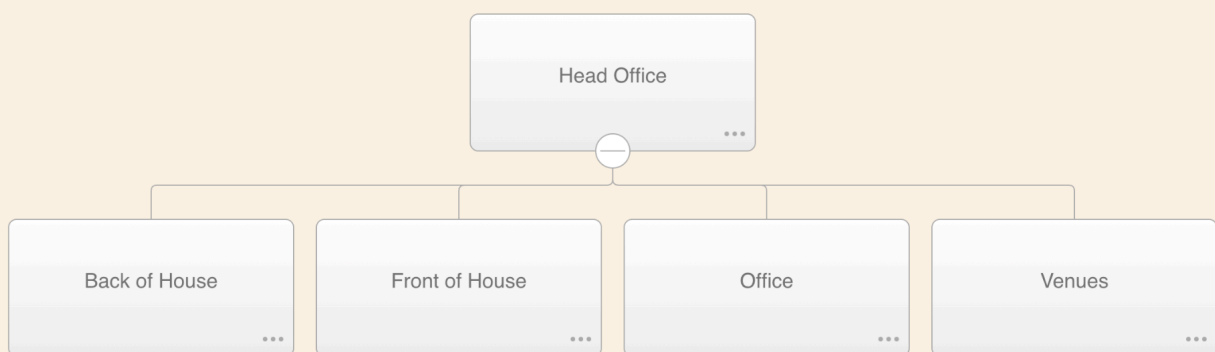 Head Office
Back of House
Front of House
Office
Venues